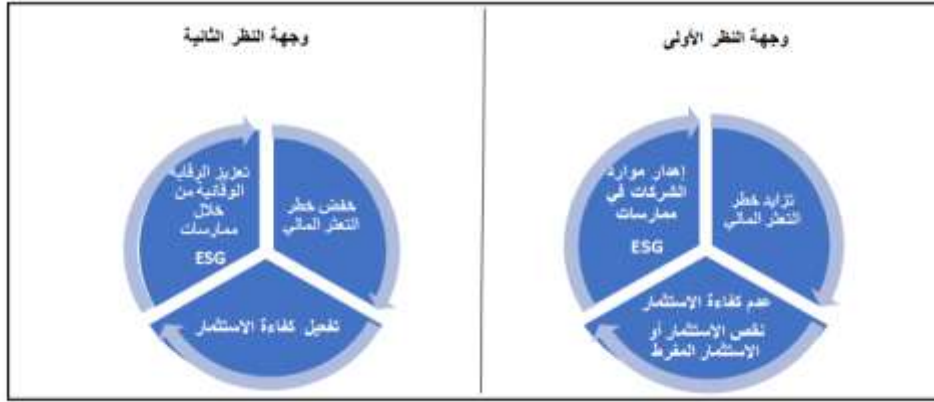 وجهة النظر الأولى
تزايد خطر
التعثر المالي
عدم كفاءة الاستثمار
نقص الاستثمار أو
الاستثمار المفرط
إهدار موارد
الشركات في
ممارسات
ESG
وجهة النظر الثانية
خفض خطر
التعثر المالي
تفعيل كفاءة الاستثمار
تعزيز الرقابة
الوقائية من
خلال
ممارسات
ESG